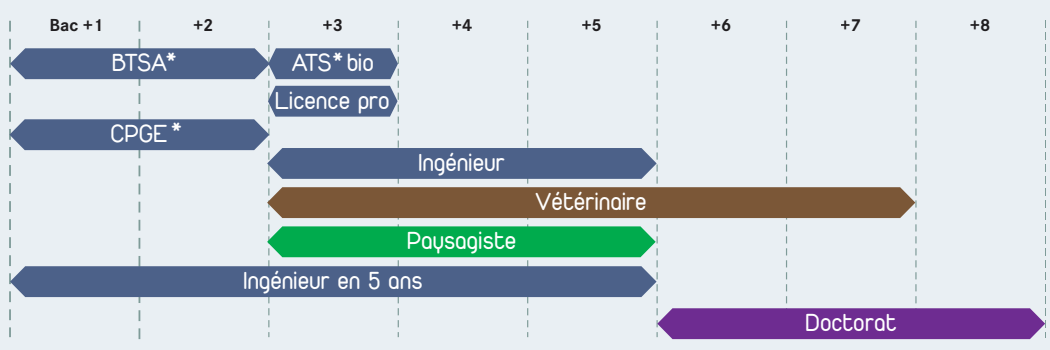 Bac +1 +2 +3 +4 +5 +6 +7 +8
BTSA* ATS* bio
Licence pro
CPGE *
Ingénieur
Vétérinaire
Paysagiste
Ingénieur en 5 ans
Doctorat